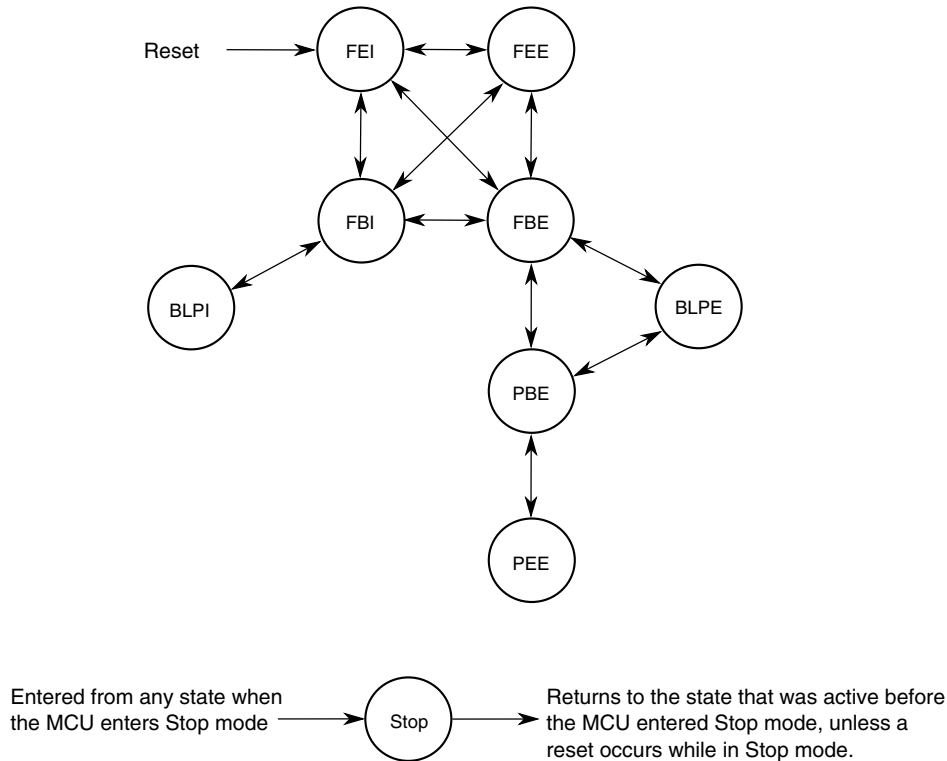 Reset
FEI
FEE
FBI
FBE
BLPI
BLPE
PBE
PEE
Entered from any state when
the MCU enters Stop mode
Stop
Returns to the state that was active before
the MCU entered Stop mode, unless a
reset occurs while in Stop mode.